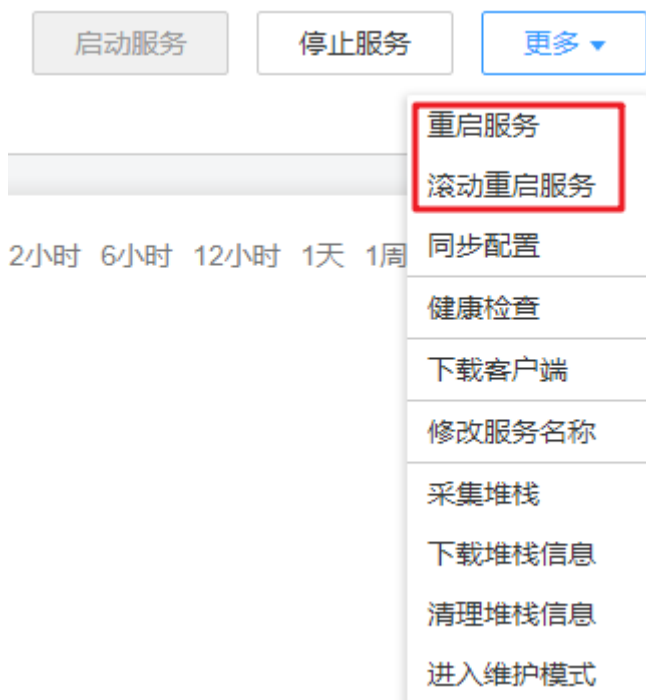 启动服务 停止服务 更多
重启服务
滚动重启服务
2小时 6小时 12小时 1天 1周
同步配置
健康检查
下载客户端
修改服务名称
采集堆栈
下载堆栈信息
清理堆栈信息
进入维护模式